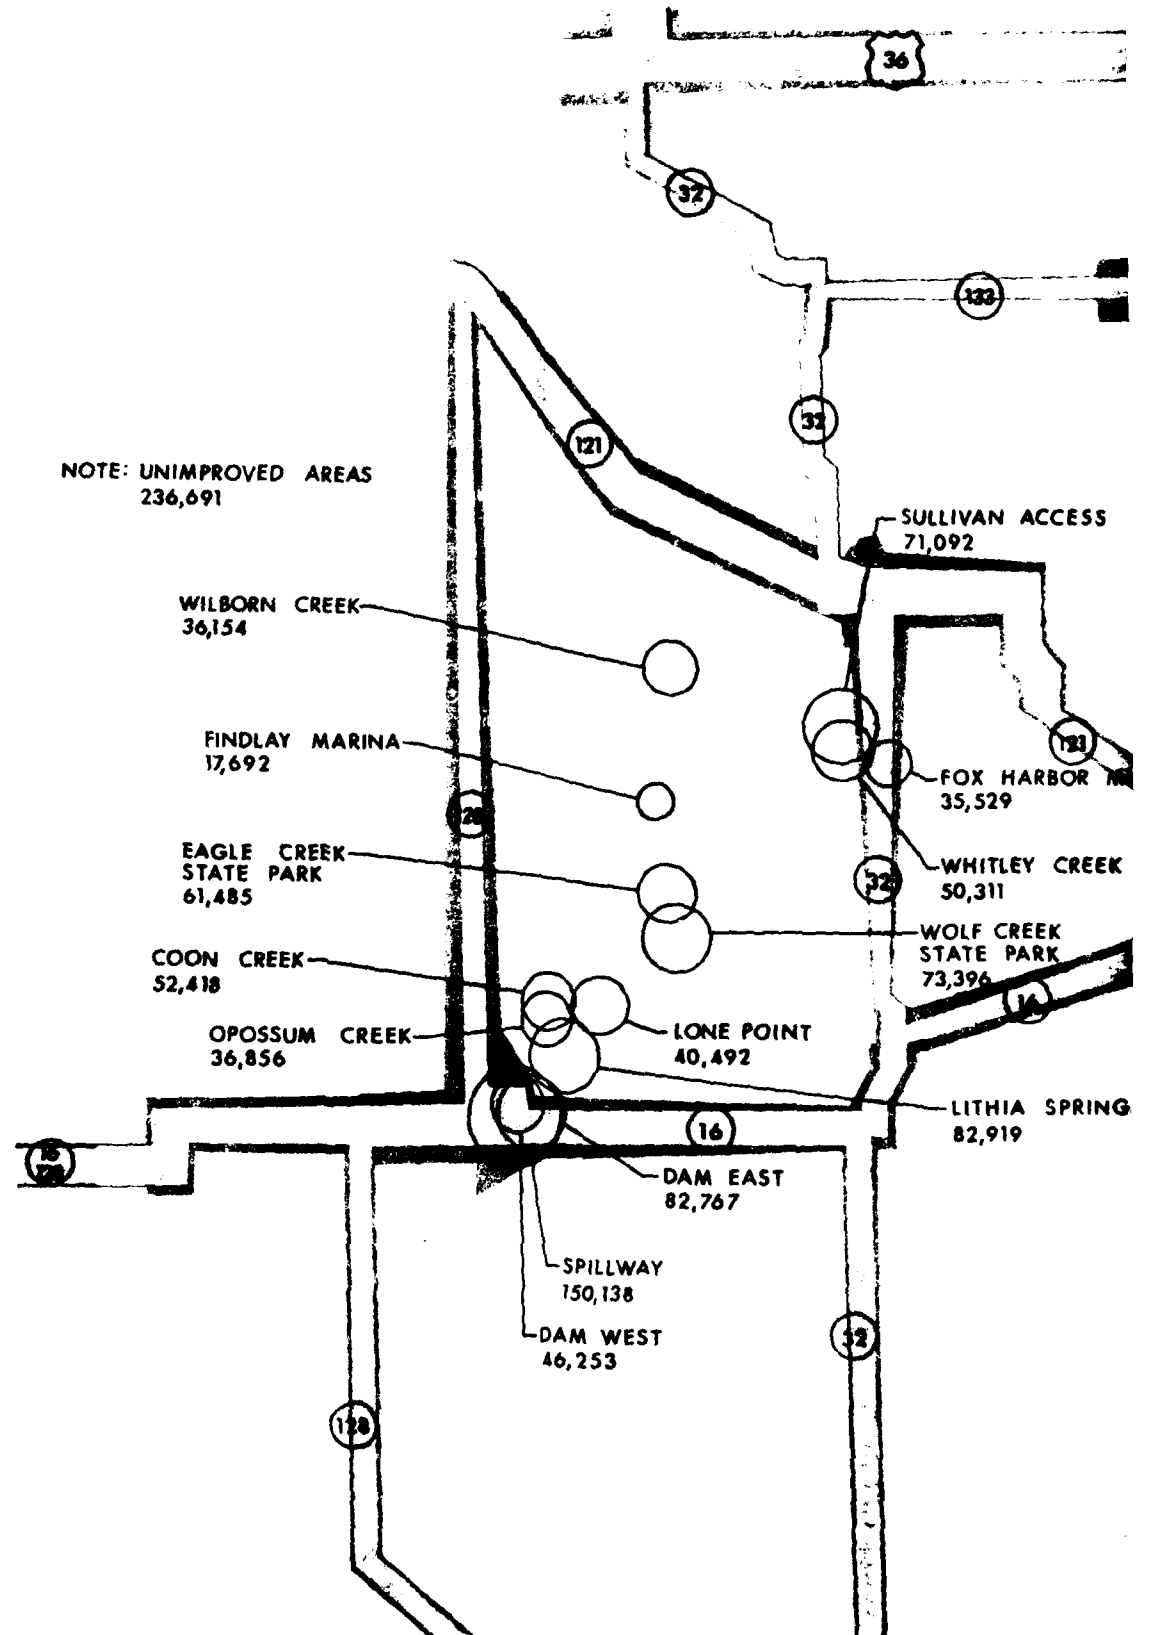 36
32
133
32
121
NOTE: UNIMPROVED AREAS
236,691
SULLIVAN ACCESS
71,092
WILBORN CREEK
36,154
FINDLAY MARINA
17,692
121
FOX HARBOR
35,529
EAGLE CREEK
STATE PARK
61,485
WHITLEY CREEK
50,311
32
WOLF CREEK
STATE PARK
73,396
COON CREEK
52,418
16
OPOSSUM CREEK
36,856
LONE POINT
40,492
LITHIA SPRING
82,919
16
16
128
DAM EAST
82,767
SPILLWAY
150,138
DAM WEST
46,253
32
128